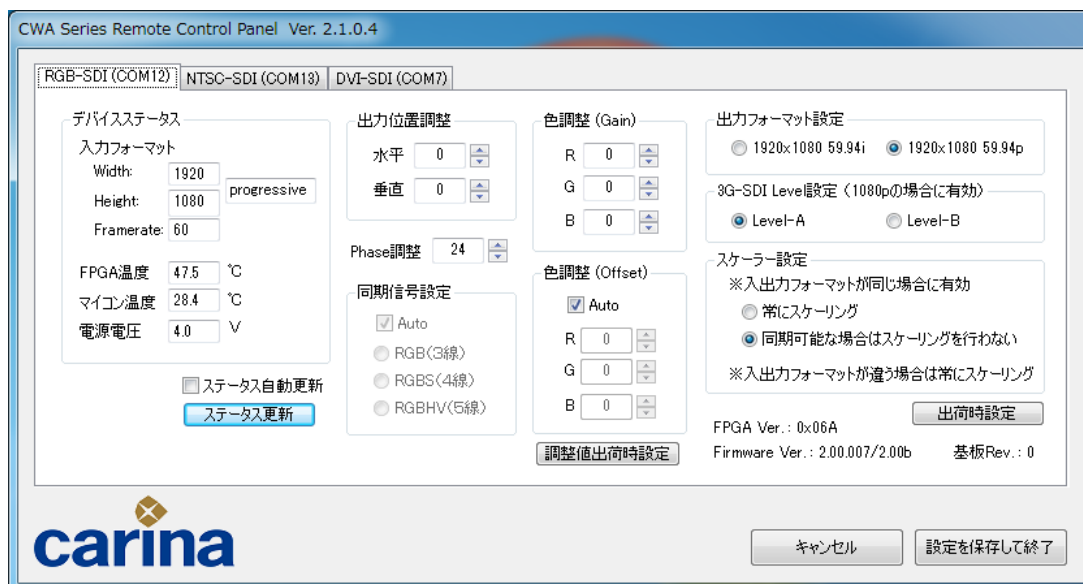 CWA Series Remote Control Panel Ver. 2.1.0.4
RGB-SDI (COM12)
NTSC-SDI (COM13)
DVI-SDI (COM7)
デバイスステータス
入力フォーマット
Width: 1920
progressive
Height: 1080
Framerate: 60
FPGA温度 47.5 ℃
マイコン温度 28.4 ℃
電源電圧 4.0 V
ステータス自動更新
ステータス更新
出力位置調整
水平 0
垂直 0
Phase調整 24
同期信号設定
Auto
RGB(3線)
RGBS(4線)
RGBHV(5線)
色調整 (Gain)
R 0
G 0
B 0
色調整 (Offset)
Auto
R 0
G 0
B 0
調整値出荷時設定
出力フォーマット設定
1920x1080 59.94i
1920x1080 59.94p
3G-SDI Level設定 (1080pの場合に有効)
Level-A
Level-B
スケーラー設定
※入出力フォーマットが同じ場合に有効
常にスケーリング
同期可能な場合はスケーリングを行わない
※入出力フォーマットが違う場合は常にスケーリング
出荷時設定
FPGA Ver.: 0x06A
Firmware Ver.: 2.00.007/2.00b
基板Rev.: 0
carina
キャンセル
設定を保存して終了